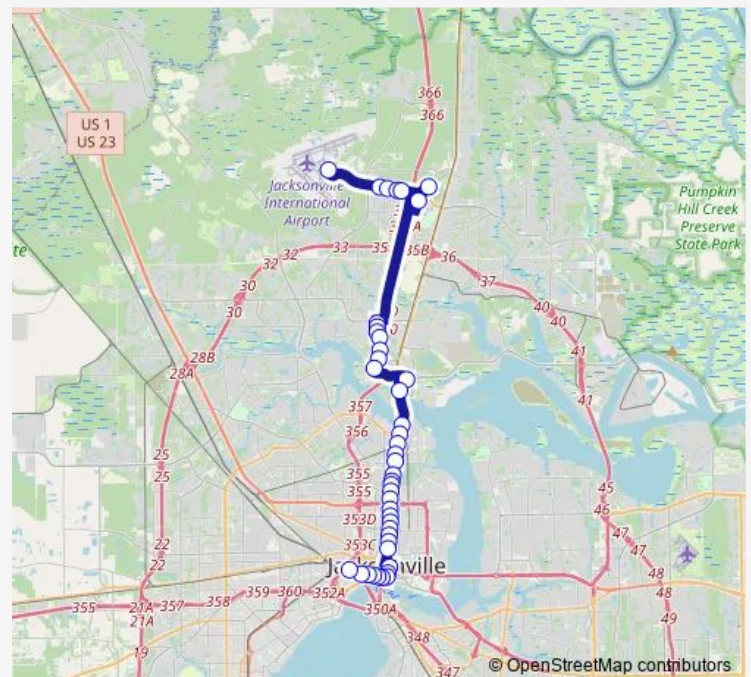 366
366
US 1
US 23
Jacksonville
International
Airport
Pumpkin
Hill Creek
Preserve
State Park
te
32
33
35B
36
32
30
37
30
40
40
28B
28A
41
41
357
356
25
25
355
355
45
46
353D
47
353C
47
22
22
Jacksonville
48
48
355
357
358
359
360
352A
21A
21A
350A
348
49
19
347
© OpenStreetMap contributors